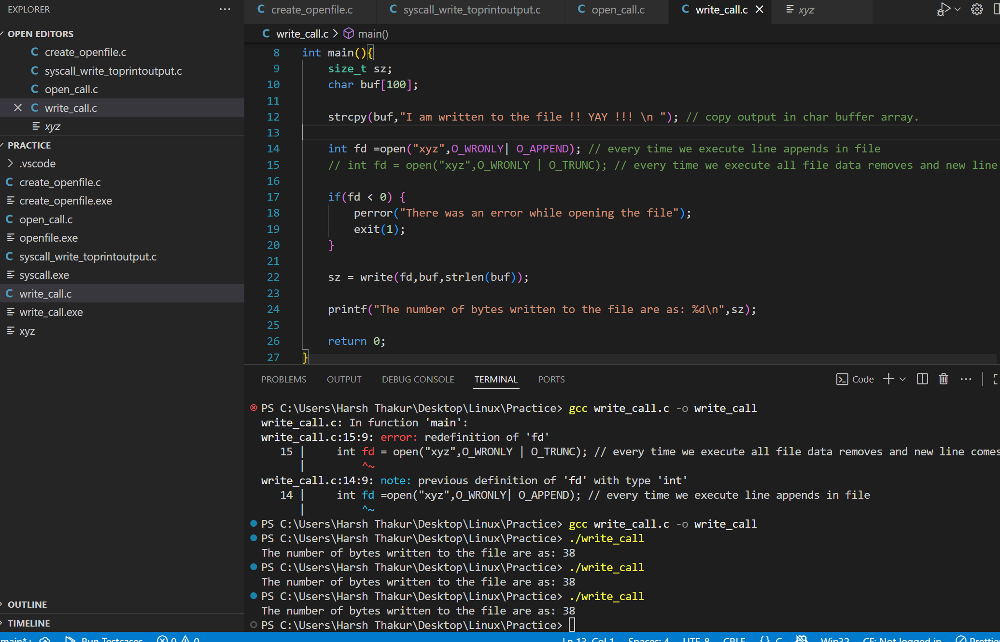 EXPLORER
OPEN EDITORS
create_openfile.c
syscall_write_toprintoutput.c
open_call.c
write_call.c
xyz
PRACTICE
.vscode
create_openfile.c
create_openfile.exe
open_call.c
openfile.exe
syscall_write_toprintoutput.c
syscall.exe
write_call.c
write_call.exe
xyz
OUTLINE
TIMELINE
C create_openfile.c C syscall_write_toprintoutput.c C open_call.c C write_call.c xyz
C write_call.c > main()
8 int main(){
9 size_t sz;
10 char buf[100];
11
12 strcpy(buf,"I am written to the file !! YAY !!! \n "); // copy output in char buffer array.
13
14 int fd =open("xyz",O_WRONLY| O_APPEND); // every time we execute line appends in file
15 // int fd = open("xyz",O_WRONLY | O_TRUNC); // every time we execute all file data removes and new line
16
17 if(fd < 0) {
18 perror("There was an error while opening the file");
19 exit(1);
20 }
21
22 sz = write(fd,buf,strlen(buf));
23
24 printf("The number of bytes written to the file are as: %d\n",sz);
25
26 return 0;
27 }
PROBLEMS OUTPUT DEBUG CONSOLE TERMINAL PORTS Code
PS C:\Users\Harsh Thakur\Desktop\Linux\Practice> gcc write_call.c -o write_call
write_call.c: In function 'main':
write_call.c:15:9: error: redefinition of 'fd'
15 | int fd = open("xyz",O_WRONLY | O_TRUNC); // every time we execute all file data removes and new line comes
| ^~
write_call.c:14:9: note: previous definition of 'fd' with type 'int'
14 | int fd =open("xyz",O_WRONLY| O_APPEND); // every time we execute line appends in file
| ^~
PS C:\Users\Harsh Thakur\Desktop\Linux\Practice> gcc write_call.c -o write_call
PS C:\Users\Harsh Thakur\Desktop\Linux\Practice> ./write_call
The number of bytes written to the file are as: 38
PS C:\Users\Harsh Thakur\Desktop\Linux\Practice> ./write_call
The number of bytes written to the file are as: 38
PS C:\Users\Harsh Thakur\Desktop\Linux\Practice> ./write_call
The number of bytes written to the file are as: 38
PS C:\Users\Harsh Thakur\Desktop\Linux\Practice>
main* Run Testcases 0 0 Ln 13, Col 1 Spaces: 4 UTF-8 CRLF {} C Win32 CF: Not logged in